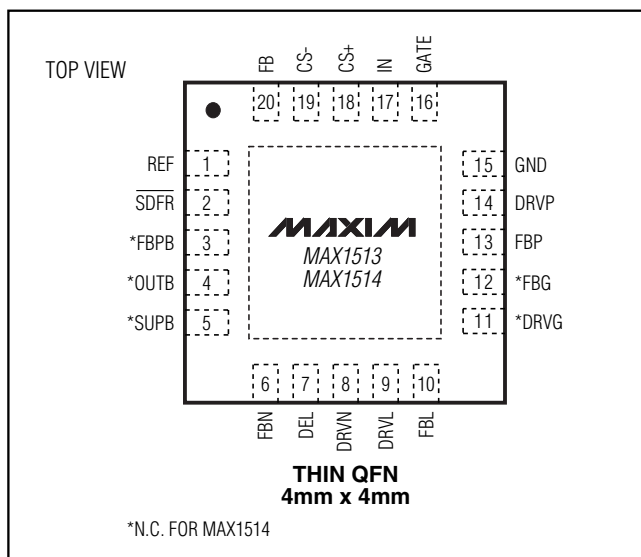 TOP VIEW
FB
CS-
CS+
IN
GATE
20
19
18
17
16
REF 1
SDFR 2
*FBPB 3
*OUTB 4
*SUPB 5
MAXIM
MAX1513
MAX1514
15 GND
14 DRVP
13 FBP
12 *FBG
11 *DRVG
6
7
8
9
10
FBN
DEL
DRVN
DRVL
FBL
THIN QFN
4mm x 4mm
*N.C. FOR MAX1514